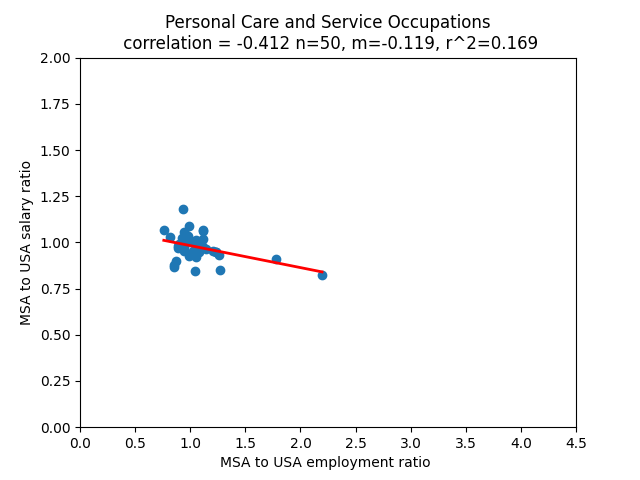 Personal Care and Service Occupations
correlation = -0.412 n=50, m=-0.119, r^2=0.169
2.00
1.75
1.50
1.25
1.00
0.75
0.50
0.25
0.00
MSA to USA salary ratio
0.0 0.5 1.0 1.5 2.0 2.5 3.0 3.5 4.0 4.5
MSA to USA employment ratio